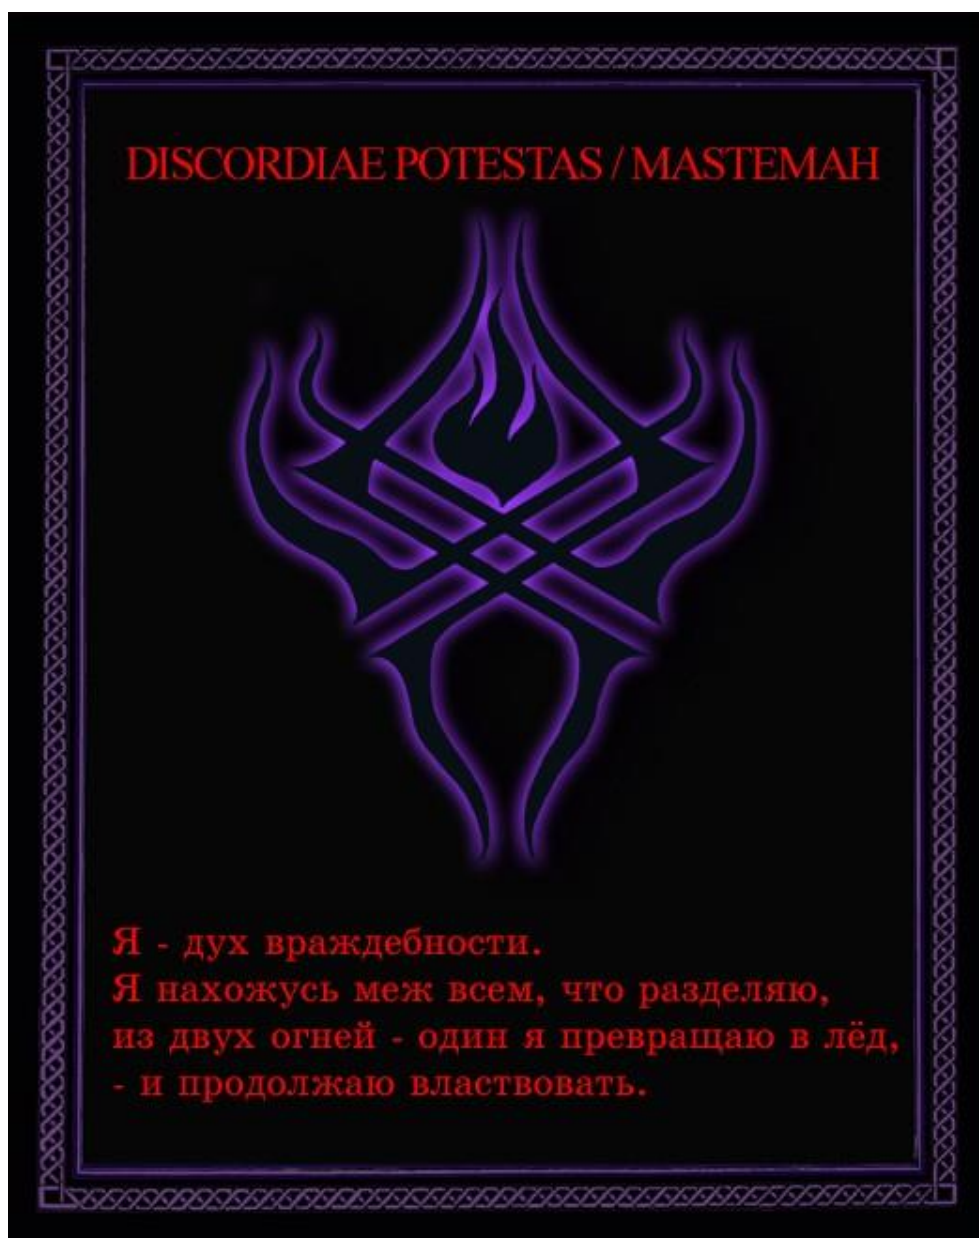 DISCORDIAE POTESTAS / MASTEMAH
Я - дух враждебности.
Я нахожусь меж всем, что разделяю,
из двух огней - один я превращаю в лёд,
- и продолжаю властвовать.